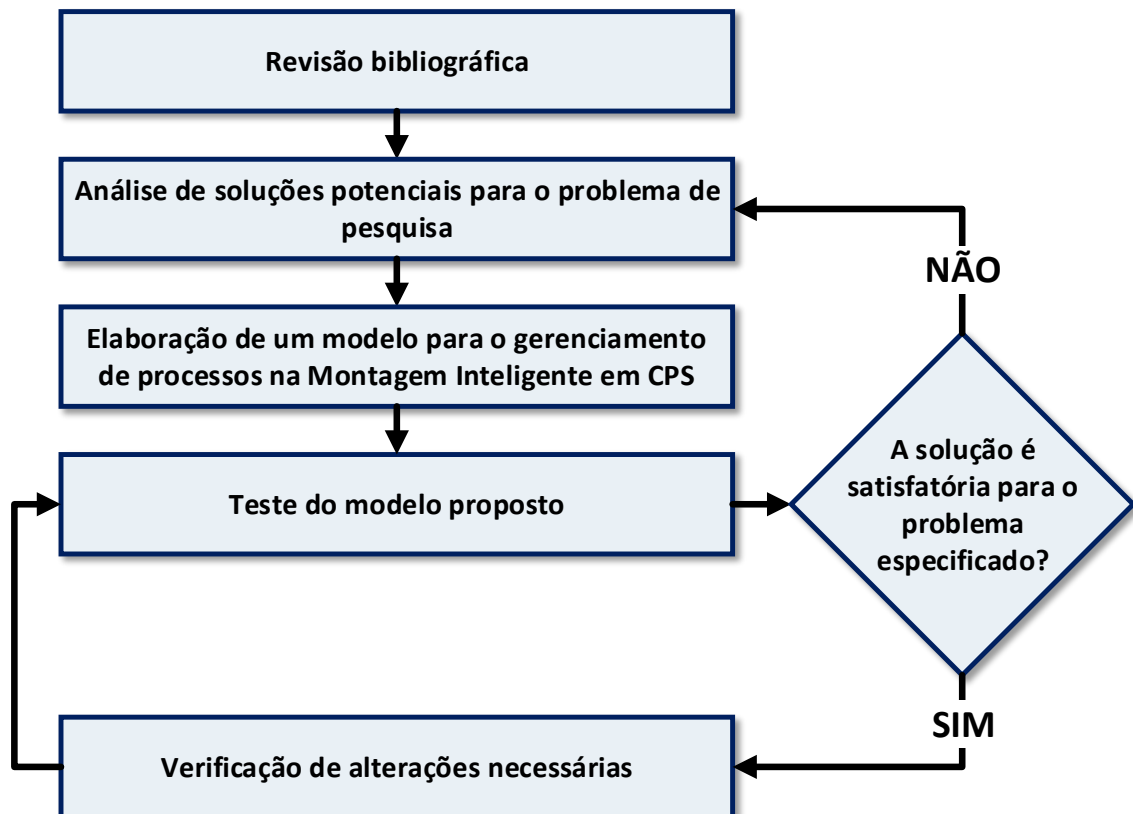 Revisão bibliográfica
Análise de soluções potenciais para o problema de
pesquisa
NÃO
Elaboração de um modelo para o gerenciamento
de processos na Montagem Inteligente em CPS
Teste do modelo proposto
A solução é
satisfatória para o
problema
especificado?
SIM
Verificação de alterações necessárias